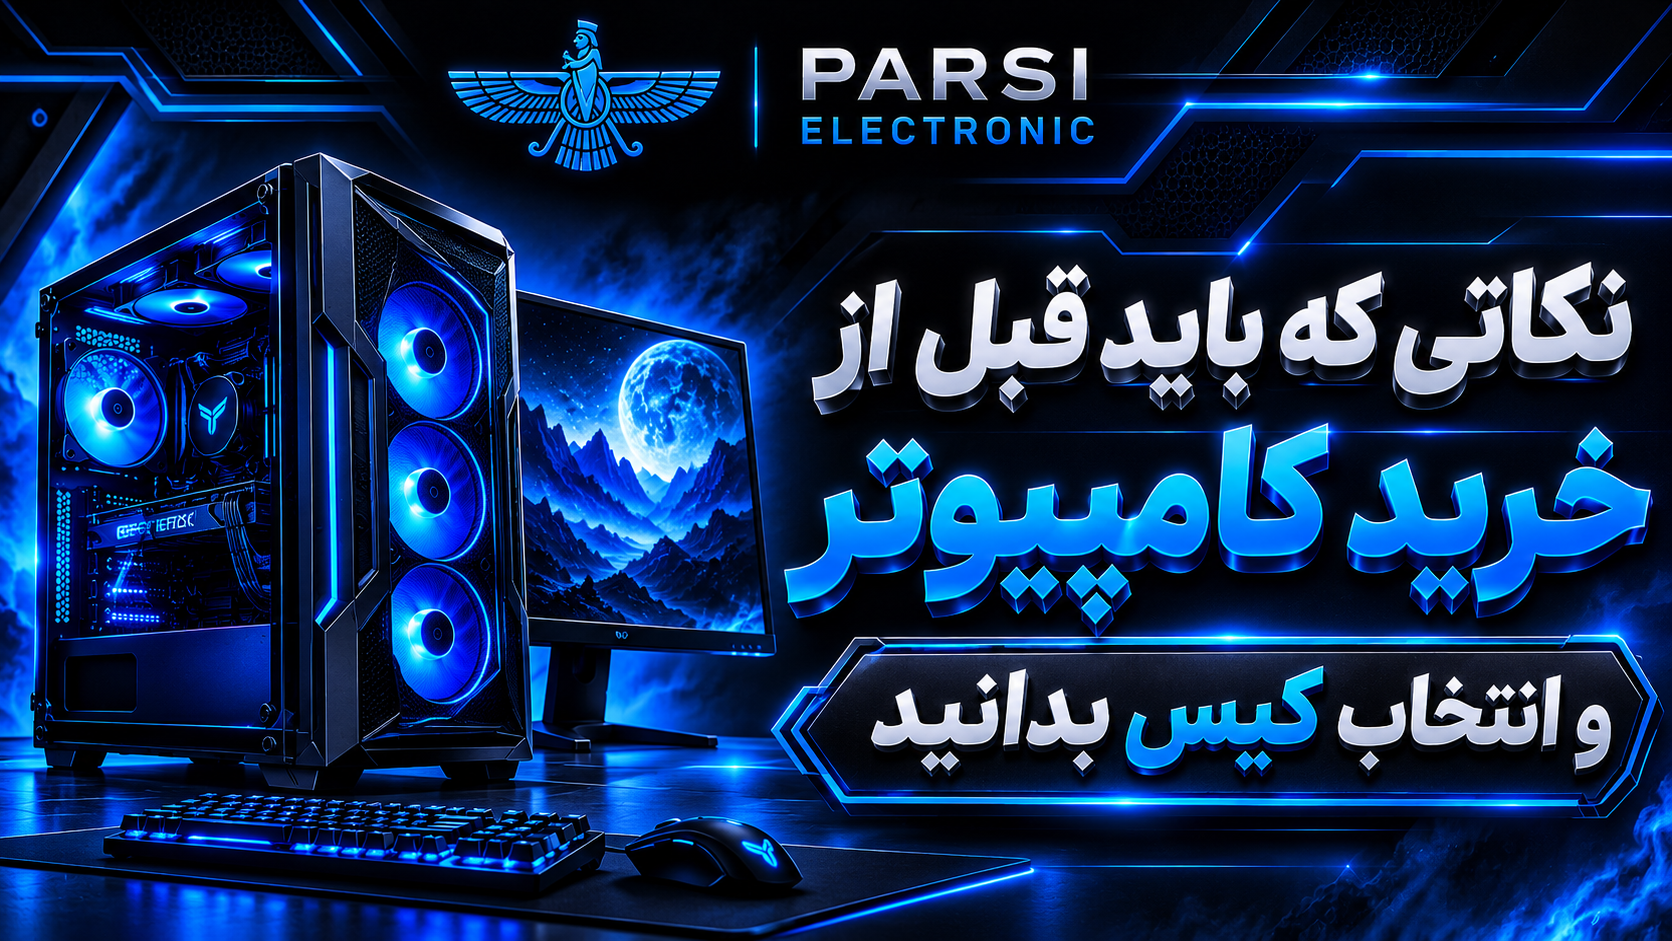 PARSI
ELECTRONIC
نکاتی که باید قبل از
خرید کامپیوتر
و انتخاب کیس بدانید